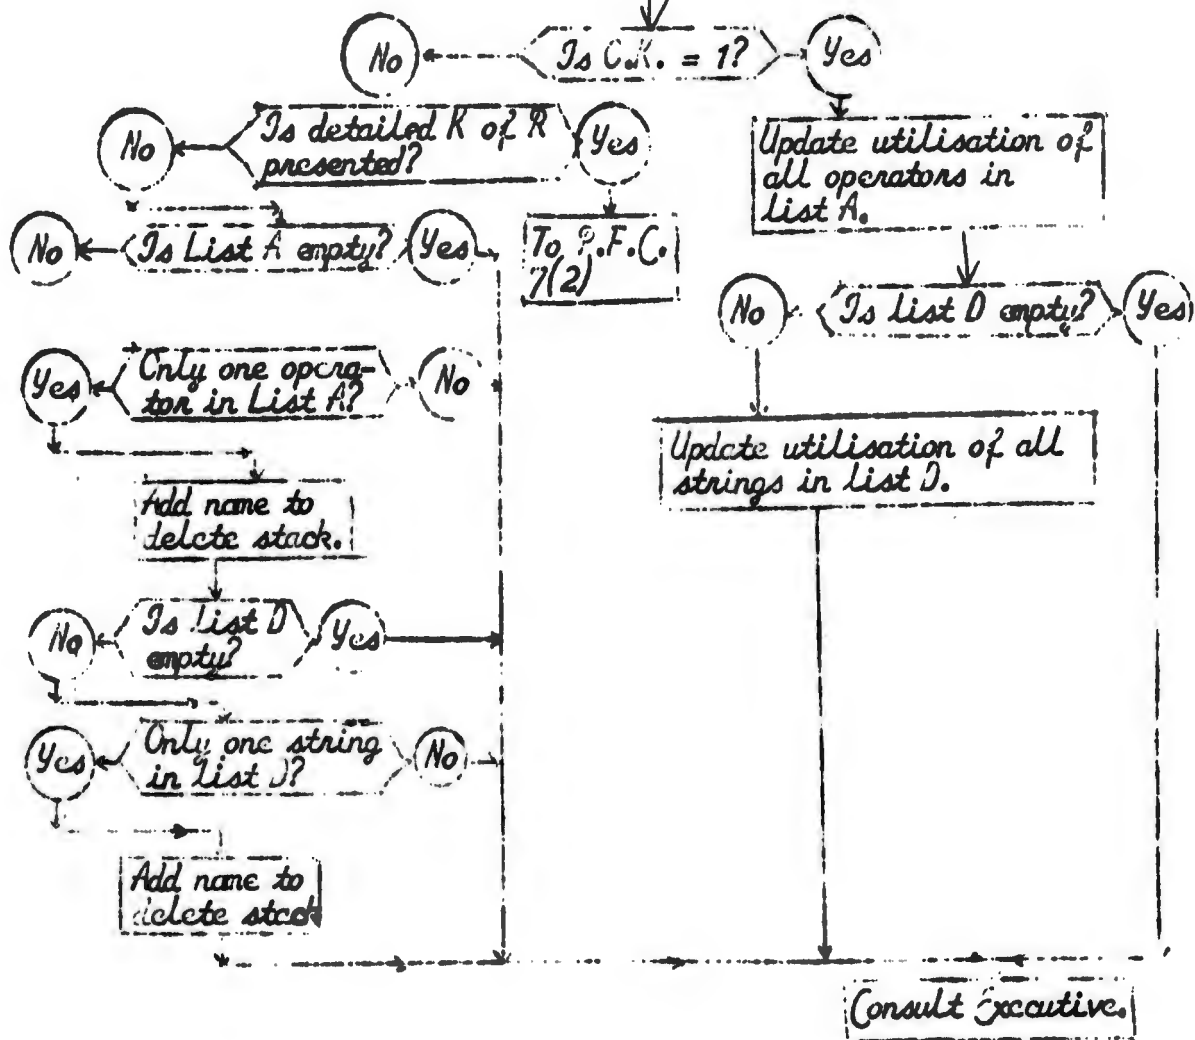 No
Is C.K. = 1?
Yes
No
Is detailed K of R
presented?
Yes
Update utilisation of
all operators in
List A.
No
Is List A empty?
Yes
To P.F.C.
7(2)
No
Is list D empty?
Yes
Yes
Only one opera-
tor in List A?
No
Update utilisation of all
strings in list D.
Add name to
delete stack.
No
Is list D
empty?
Yes
Yes
Only one string
in list D?
No
Add name to
delete stack
Consult Executive.